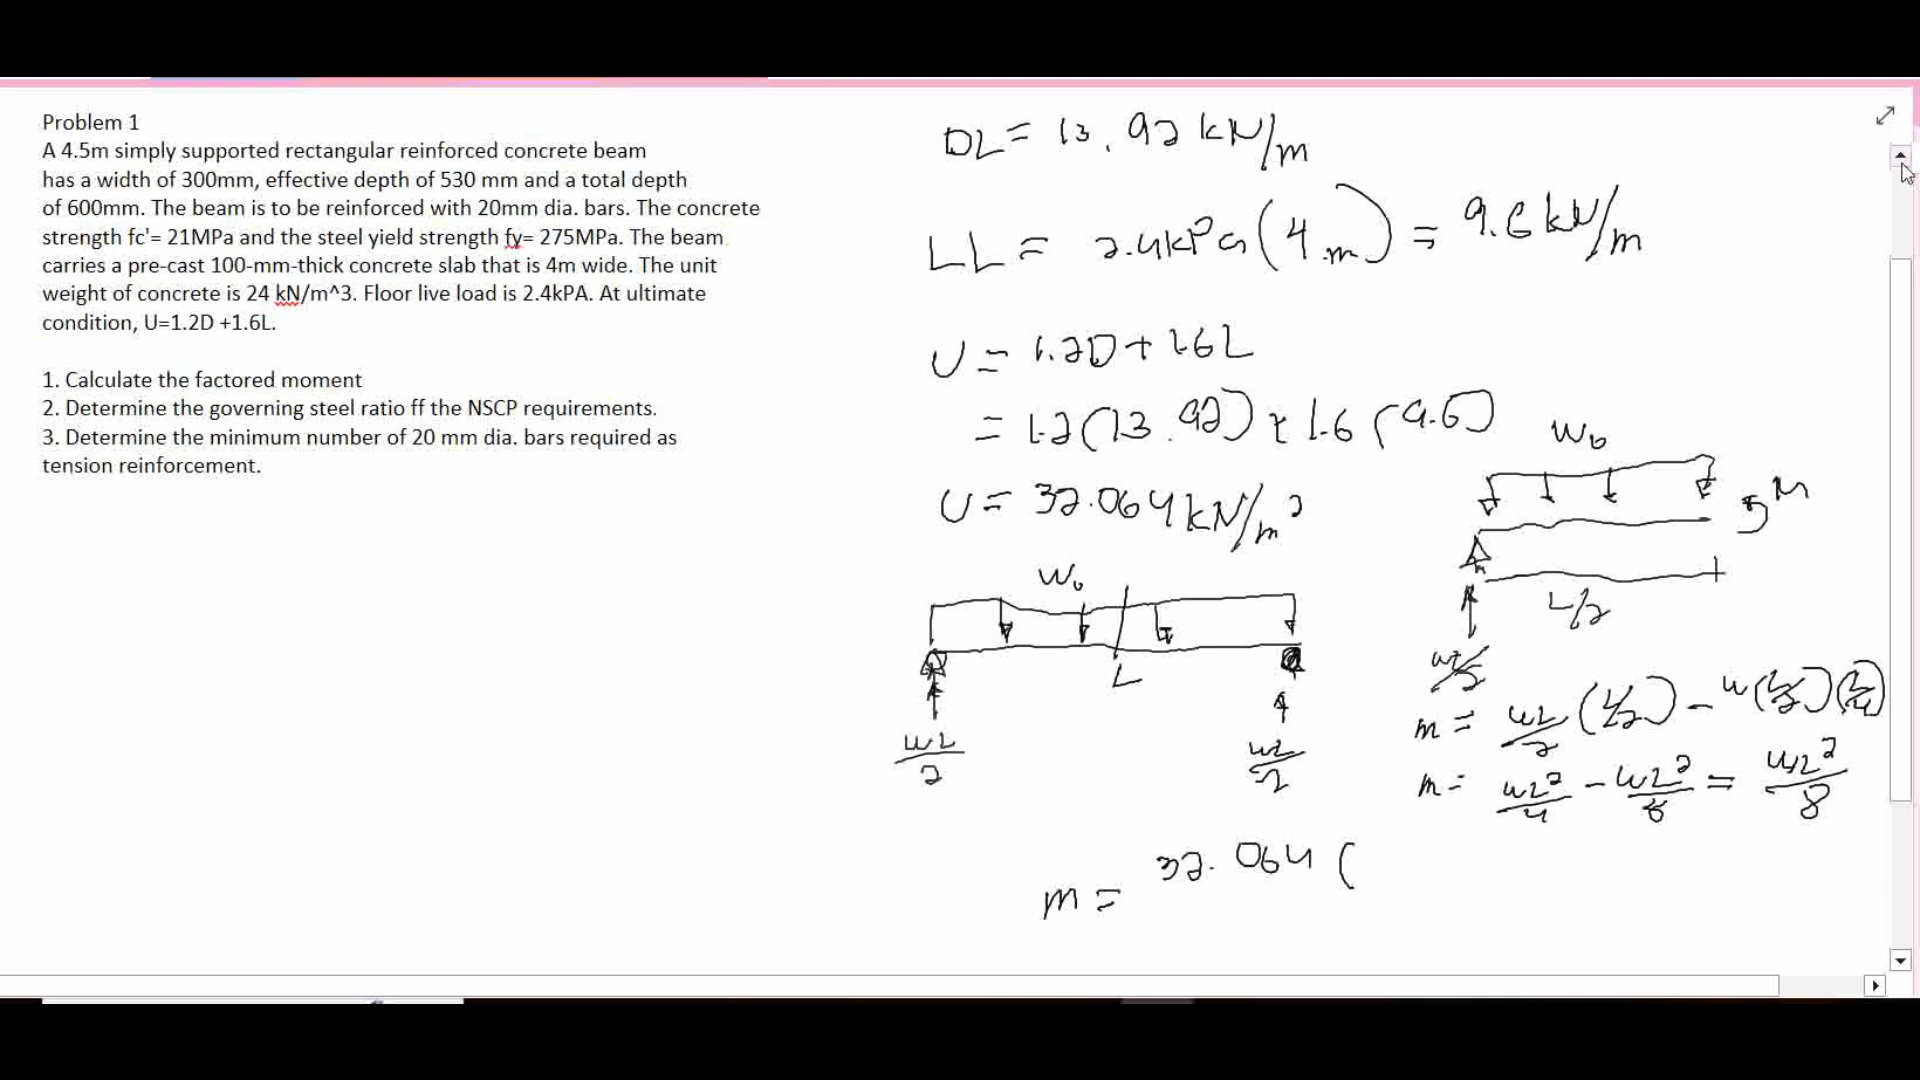 Problem 1
A 4.5m simply supported rectangular reinforced concrete beam
has a width of 300mm, effective depth of 530 mm and a total depth
of 600mm. The beam is to be reinforced with 20mm dia. bars. The concrete
strength fc'= 21MPa and the steel yield strength fy= 275MPa. The beam
carries a pre-cast 100-mm-thick concrete slab that is 4m wide. The unit
weight of concrete is 24 kN/m^3. Floor live load is 2.4kPA. At ultimate
condition, U=1.2D +1.6L.
1. Calculate the factored moment
2. Determine the governing steel ratio ff the NSCP requirements.
3. Determine the minimum number of 20 mm dia. bars required as
tension reinforcement.
DL = 13.92 kN/m
LL = 2.4kPa (4m) = 9.6 kN/m
U = 1.2D + 1.6L
= 1.2(13.92) + 1.6(9.6)
U = 32.064 kN/m²
Wu
L
wL/2
wL/2
Wu
M
L/2
wL/2
m = wL/2 (L/2) - w(L/2)(L/4)
m = wL²/4 - wL²/8 = wL²/8
m = 32.064 (